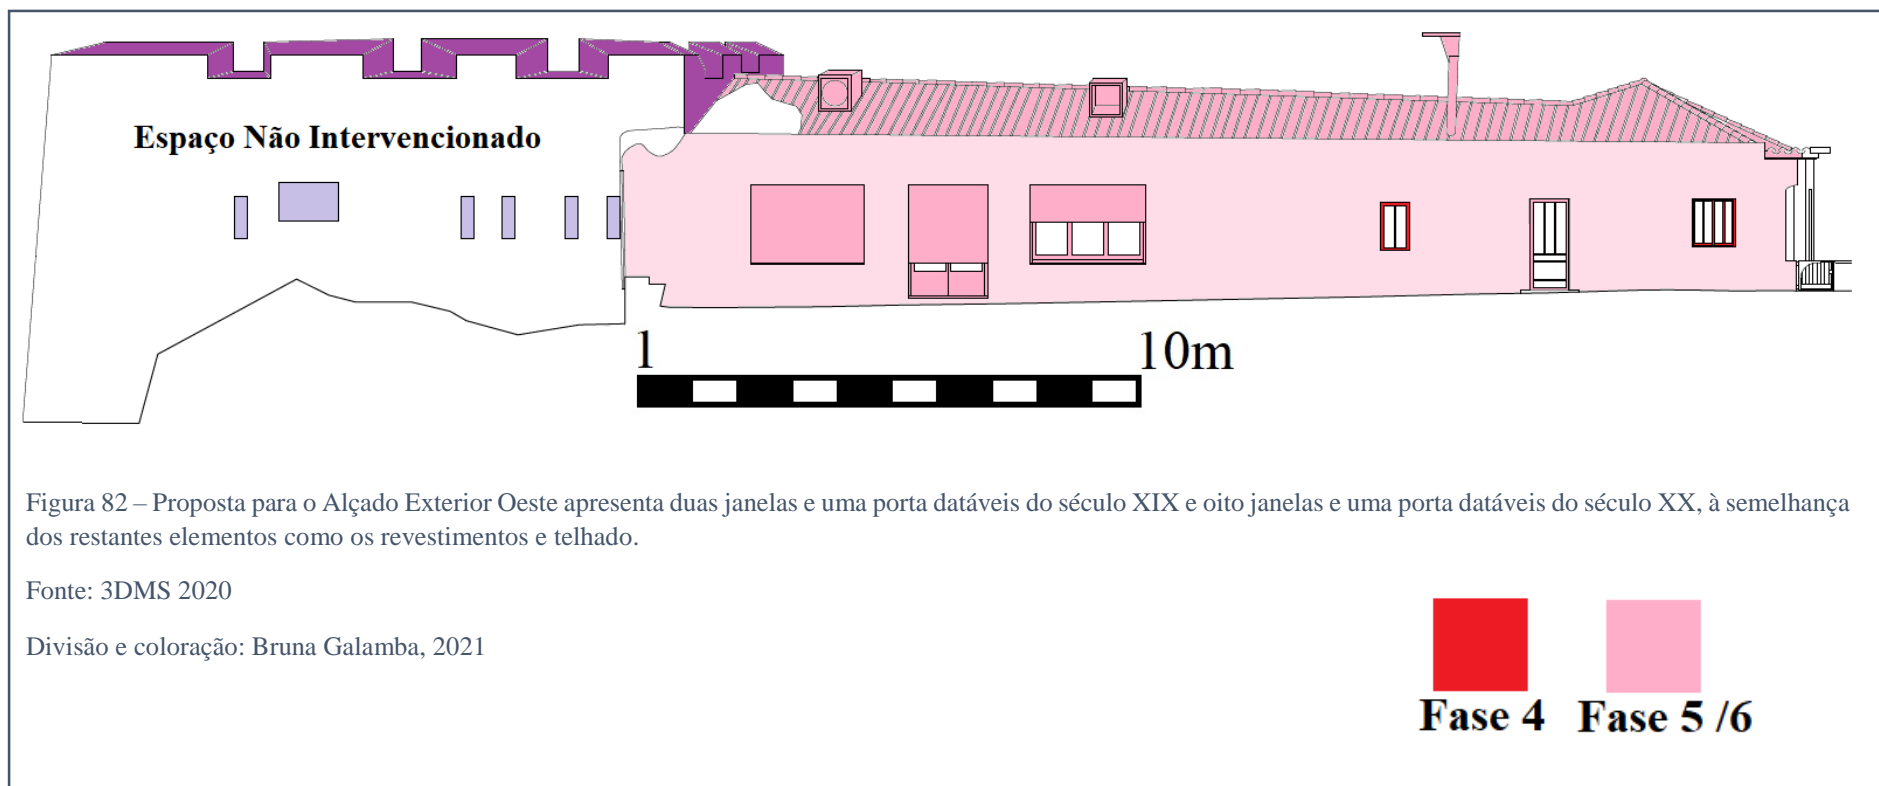 Espaço Não Intervencionado
1 10m
Figura 82 – Proposta para o Alçado Exterior Oeste apresenta duas janelas e uma porta datáveis do século XIX e oito janelas e uma porta datáveis do século XX, à semelhança
dos restantes elementos como os revestimentos e telhado.
Fonte: 3DMS 2020
Divisão e coloração: Bruna Galamba, 2021
Fase 4 Fase 5 /6